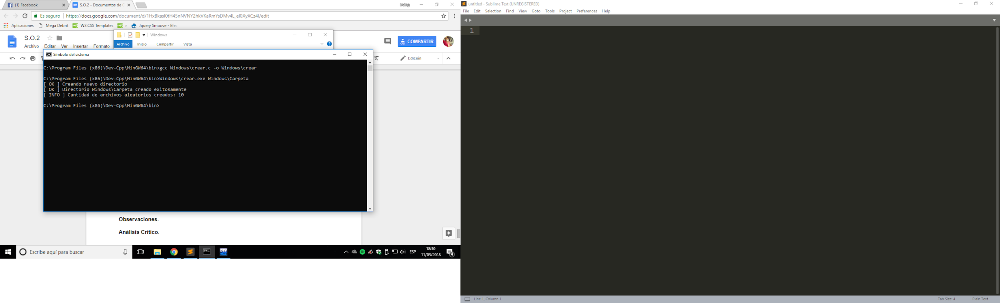 (1) Facebook
S.O.2 - Documentos de
Irving
Es seguro
https://docs.google.com/document/d/1HxBkasl0tH45nNVNY2hkVKaRmYsDMv4L_el0XyXCz4I/edit
Aplicaciones
Mega Debrit
W3.CSS Templates
r
Jquery Smoove - Efec
Windows
Archivo
Inicio
Compartir
Vista
S.O.2
Archivo
Editar
Ver
Insertar
Formato
COMPARTIR
Edición
Símbolo del sistema
C:\Program Files (x86)\Dev-Cpp\MinGW64\bin>gcc Windows\crear.c -o Windows\crear
C:\Program Files (x86)\Dev-Cpp\MinGW64\bin>Windows\crear.exe Windows\Carpeta
[ OK ] Creando nuevo directorio
[ OK ] Directorio Windows\Carpeta creado exitosamente
[ INFO ] Cantidad de archivos aleatorios creados: 10
C:\Program Files (x86)\Dev-Cpp\MinGW64\bin>
Observaciones.
Análisis Crítico.
Escribe aquí para buscar
DEV
ESP
18:30
11/03/2018
4
untitled - Sublime Text (UNREGISTERED)
File
Edit
Selection
Find
View
Goto
Tools
Project
Preferences
Help
1
Line 1, Column 1
Tab Size: 4
Plain Text